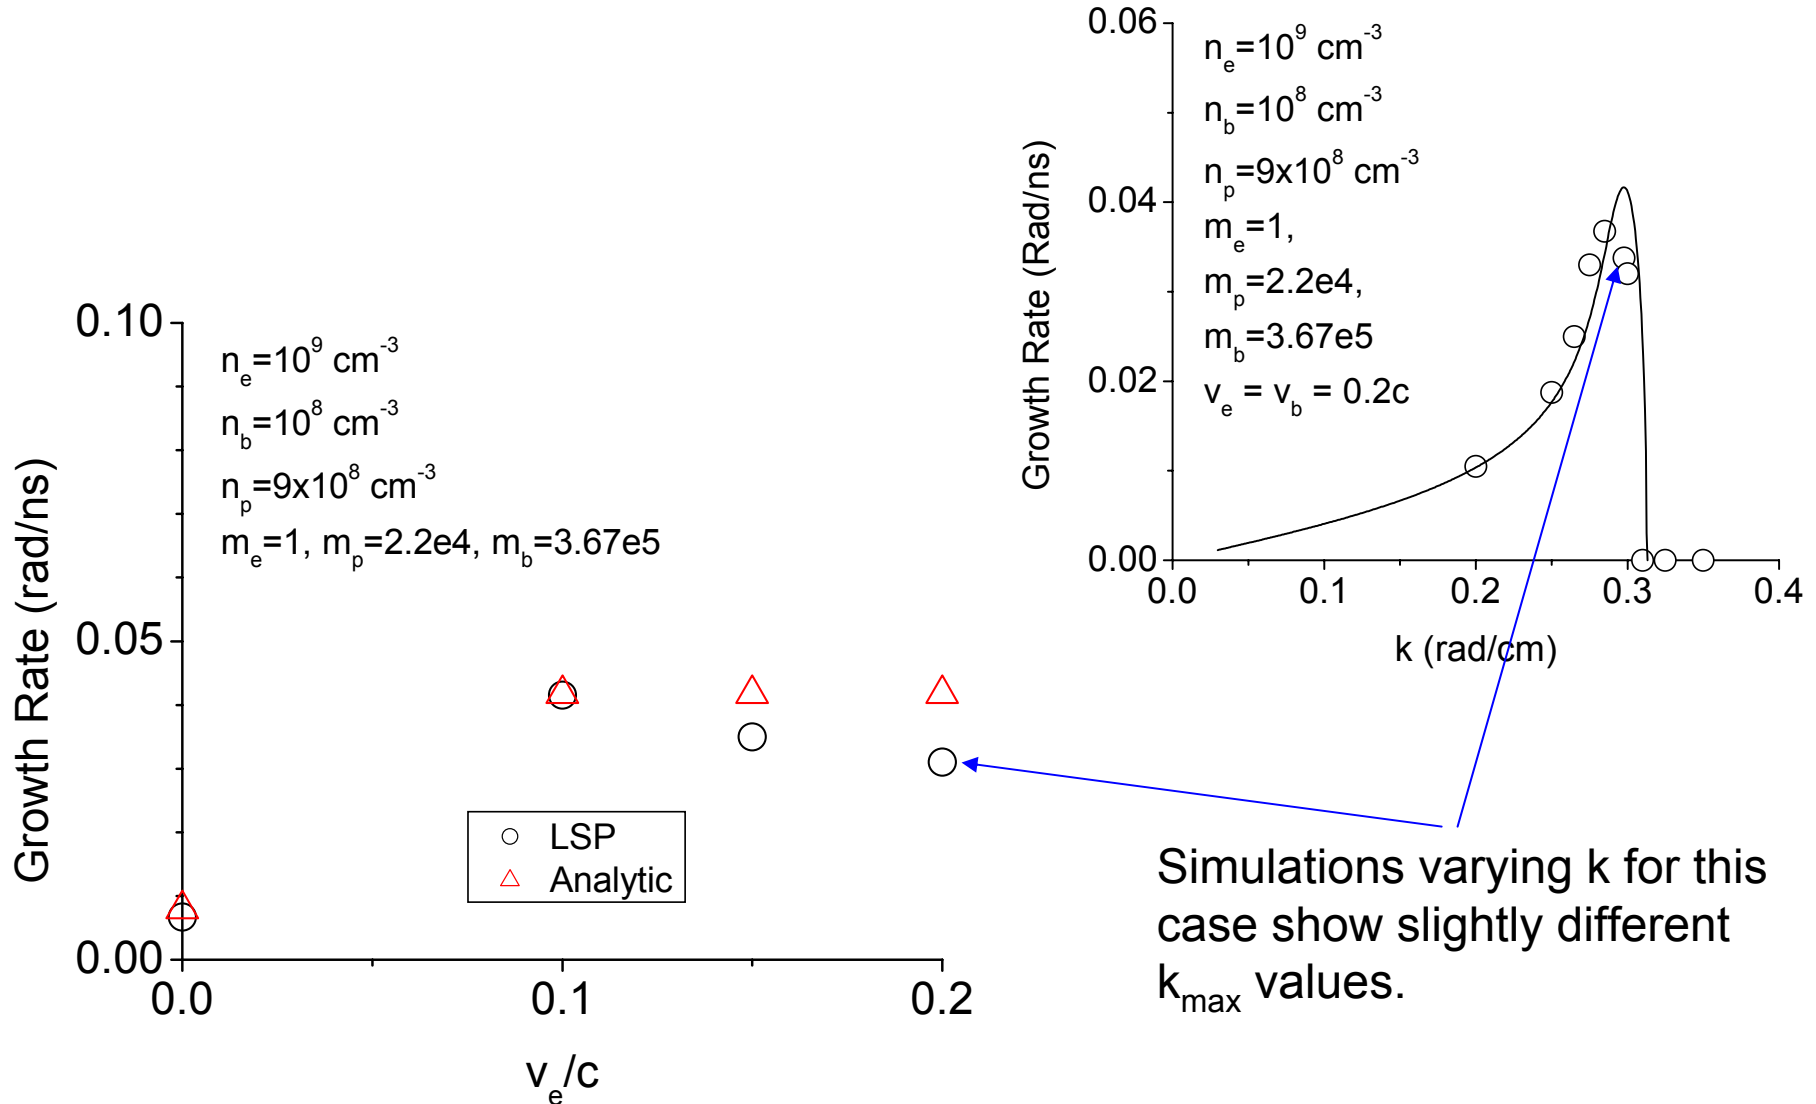 0.10
0.05
0.00
0.0
0.1
0.2
Growth Rate (rad/ns)
v_e/c
n_e=10^9 cm^-3
n_b=10^8 cm^-3
n_p=9x10^8 cm^-3
m_e=1, m_p=2.2e4, m_b=3.67e5
LSP
Analytic
0.06
0.04
0.02
0.00
0.0
0.1
0.2
0.3
0.4
Growth Rate (Rad/ns)
k (rad/cm)
n_e=10^9 cm^-3
n_b=10^8 cm^-3
n_p=9x10^8 cm^-3
m_e=1,
m_p=2.2e4,
m_b=3.67e5
v_e = v_b = 0.2c
Simulations varying k for this
case show slightly different
k_max values.